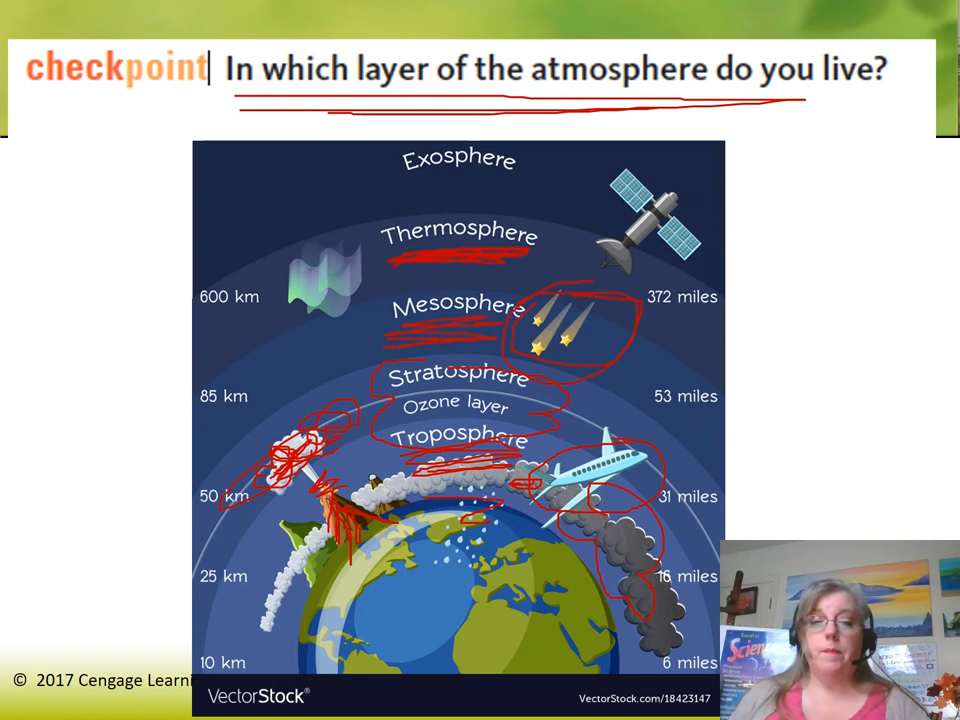 checkpoint| In which layer of the atmosphere do you live?
Exosphere
Thermosphere
600 km
372 miles
Mesosphere
Stratosphere
85 km
53 miles
Ozone layer
Troposphere
50 km
31 miles
25 km
16 miles
10 km
6 miles
© 2017 Cengage Learni
VectorStock®
VectorStock.com/18423147
Science